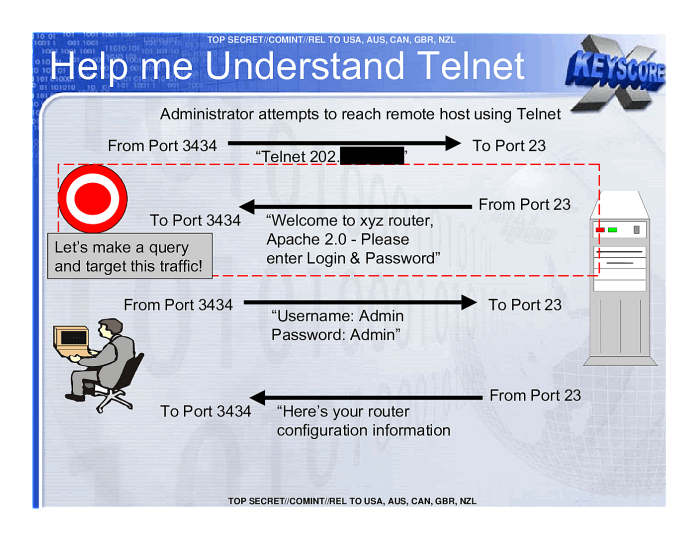 TOP SECRET//COMINT//REL TO USA, AUS, CAN, GBR, NZL
Help me Understand Telnet
KEYSCORE
X
Administrator attempts to reach remote host using Telnet
From Port 3434
To Port 23
“Telnet 202. ”
From Port 23
To Port 3434
“Welcome to xyz router,
Apache 2.0 - Please
enter Login & Password”
Let’s make a query
and target this traffic!
From Port 3434
To Port 23
“Username: Admin
Password: Admin”
From Port 23
To Port 3434
“Here’s your router
configuration information
TOP SECRET//COMINT//REL TO USA, AUS, CAN, GBR, NZL